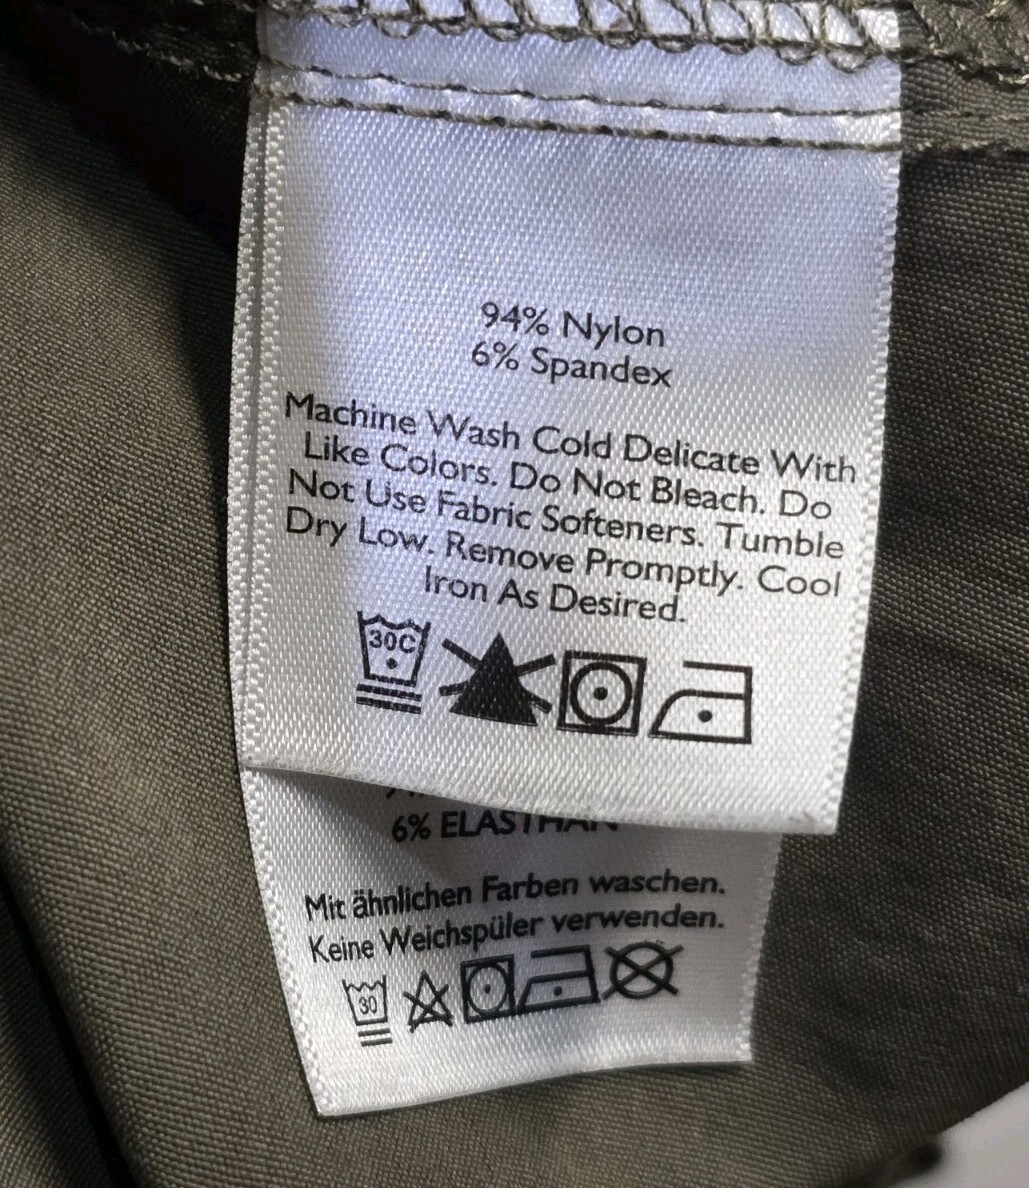 94% Nylon
6% Spandex
Machine Wash Cold Delicate With
Like Colors. Do Not Bleach. Do
Not Use Fabric Softeners. Tumble
Dry Low. Remove Promptly. Cool
Iron As Desired.
30C
6% ELASTHAN
Mit ähnlichen Farben waschen.
Keine Weichspüler verwenden.
30